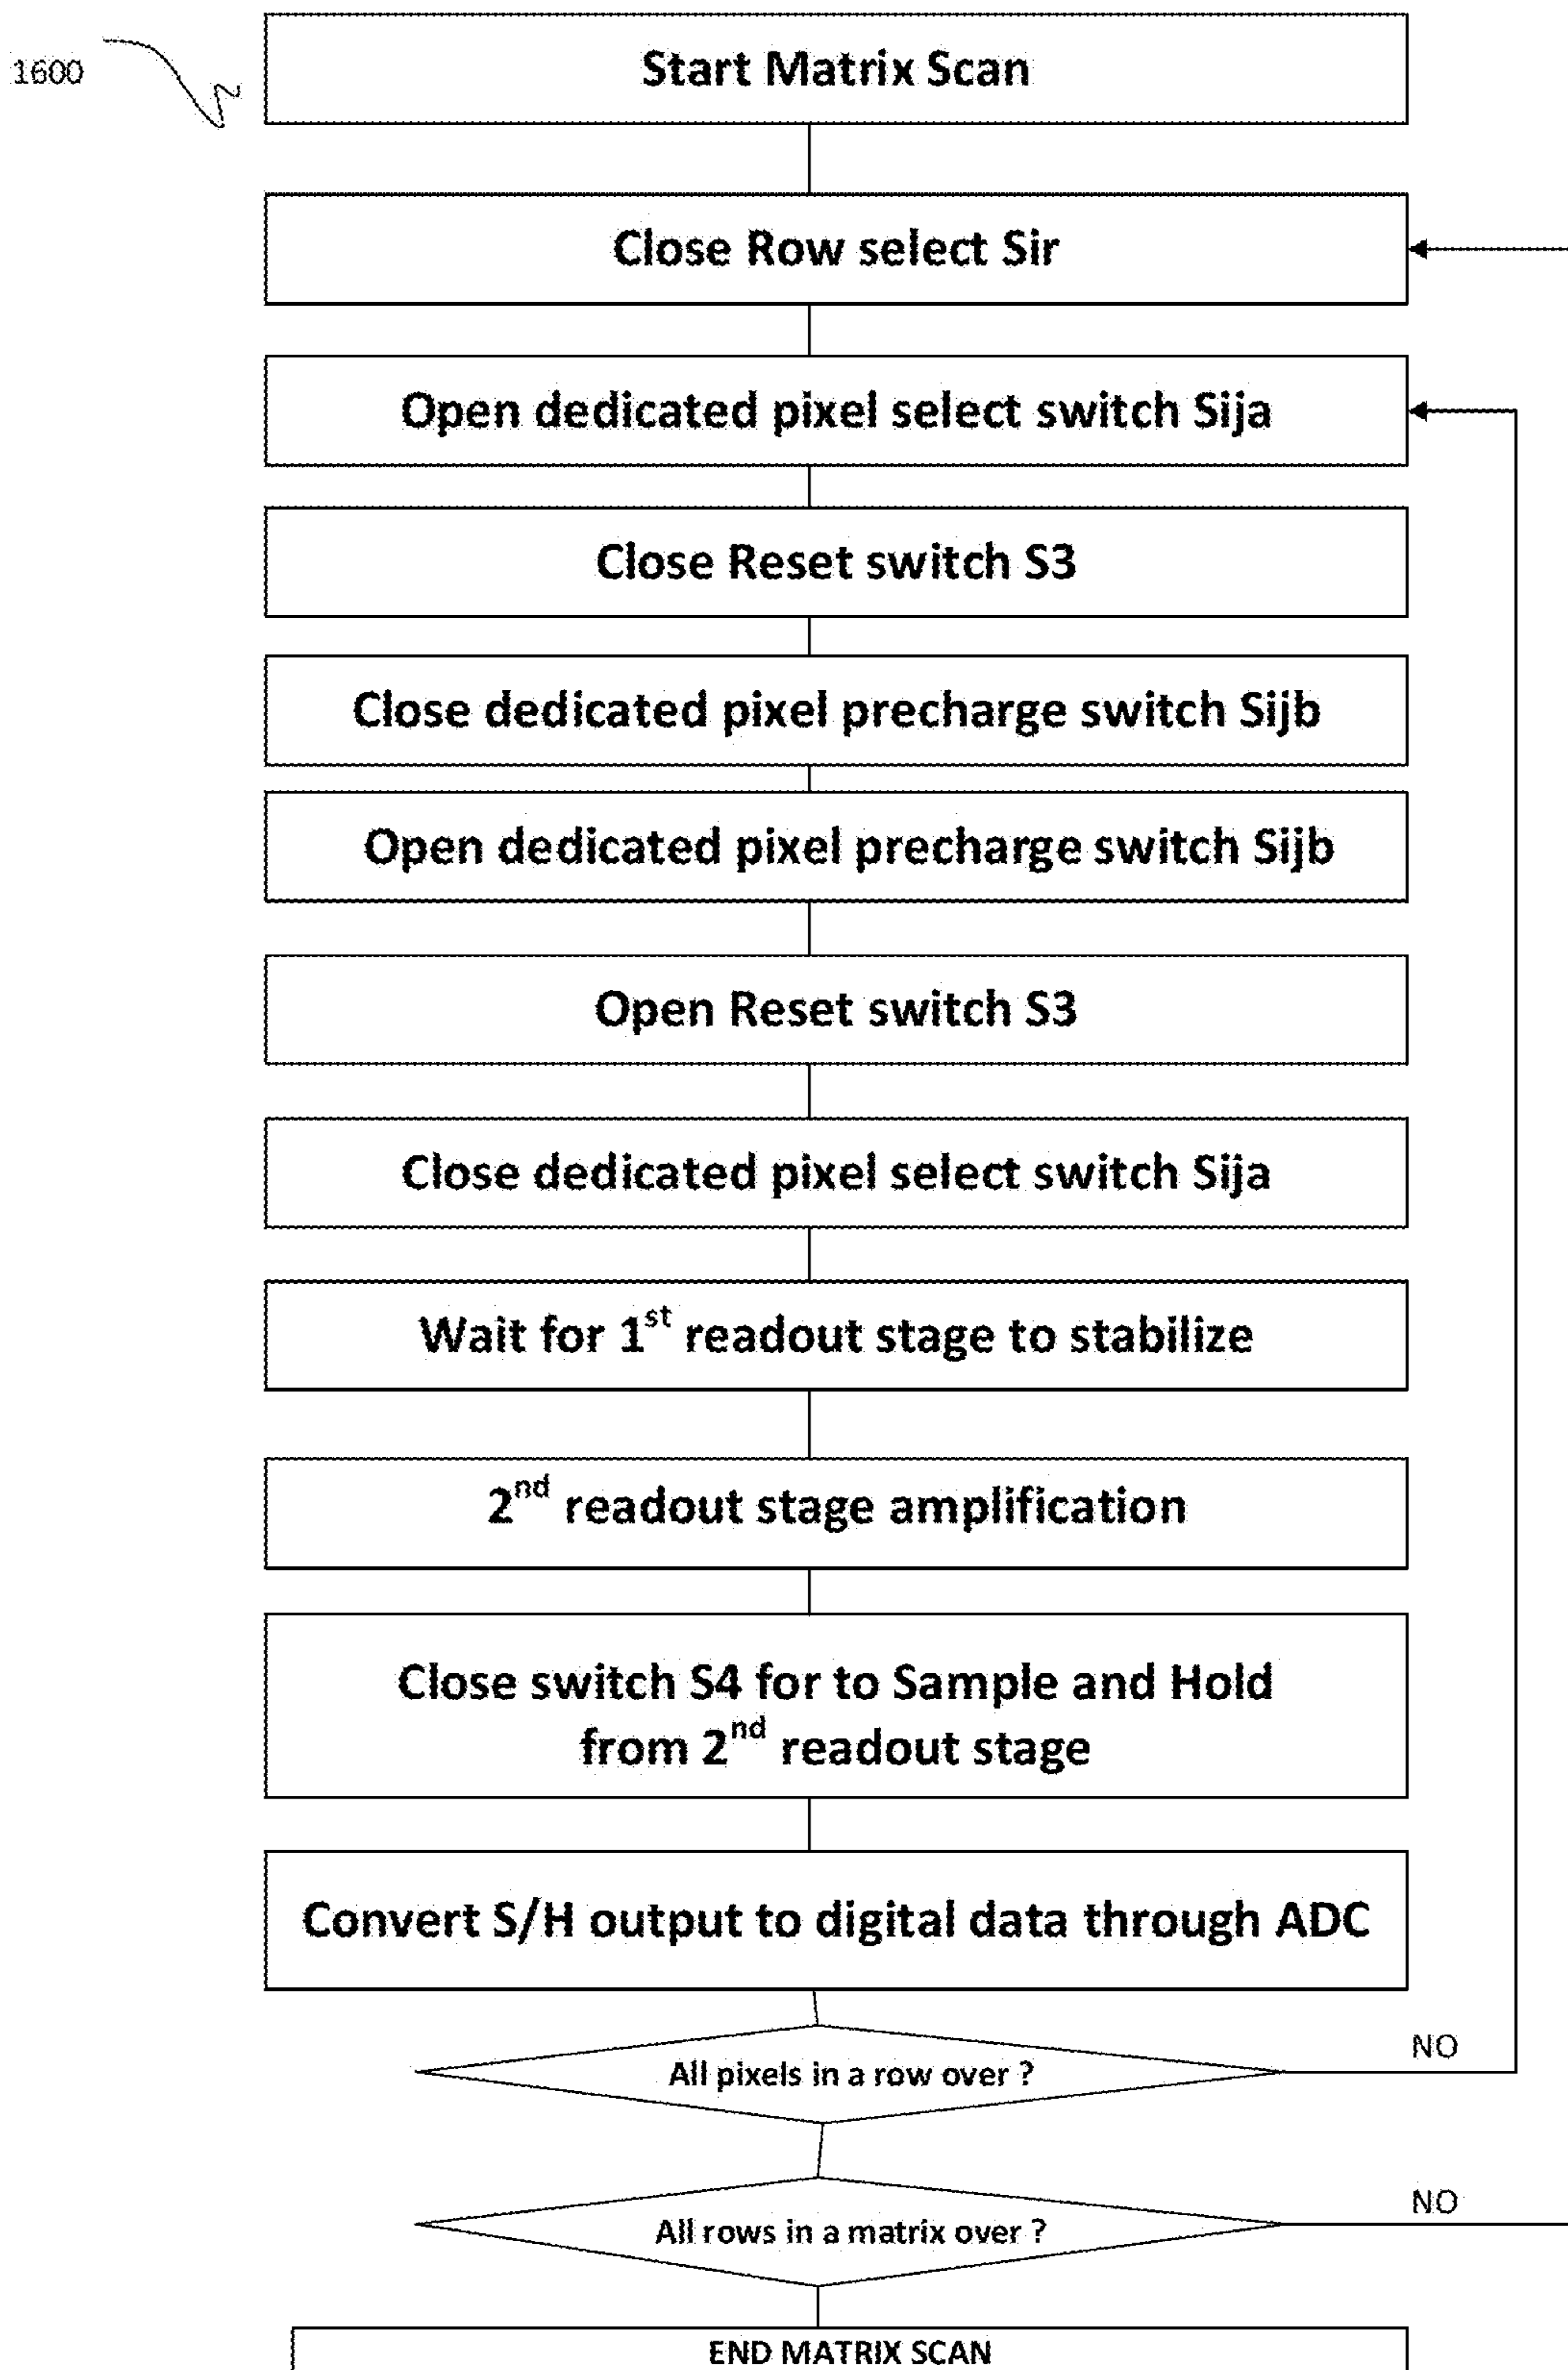 1600
Start Matrix Scan
Close Row select Sir
Open dedicated pixel select switch Sija
Close Reset switch S3
Close dedicated pixel precharge switch Sijb
Open dedicated pixel precharge switch Sijb
Open Reset switch S3
Close dedicated pixel select switch Sija
Wait for 1st readout stage to stabilize
2nd readout stage amplification
Close switch S4 for to Sample and Hold
from 2nd readout stage
Convert S/H output to digital data through ADC
All pixels in a row over ?
NO
All rows in a matrix over ?
NO
END MATRIX SCAN